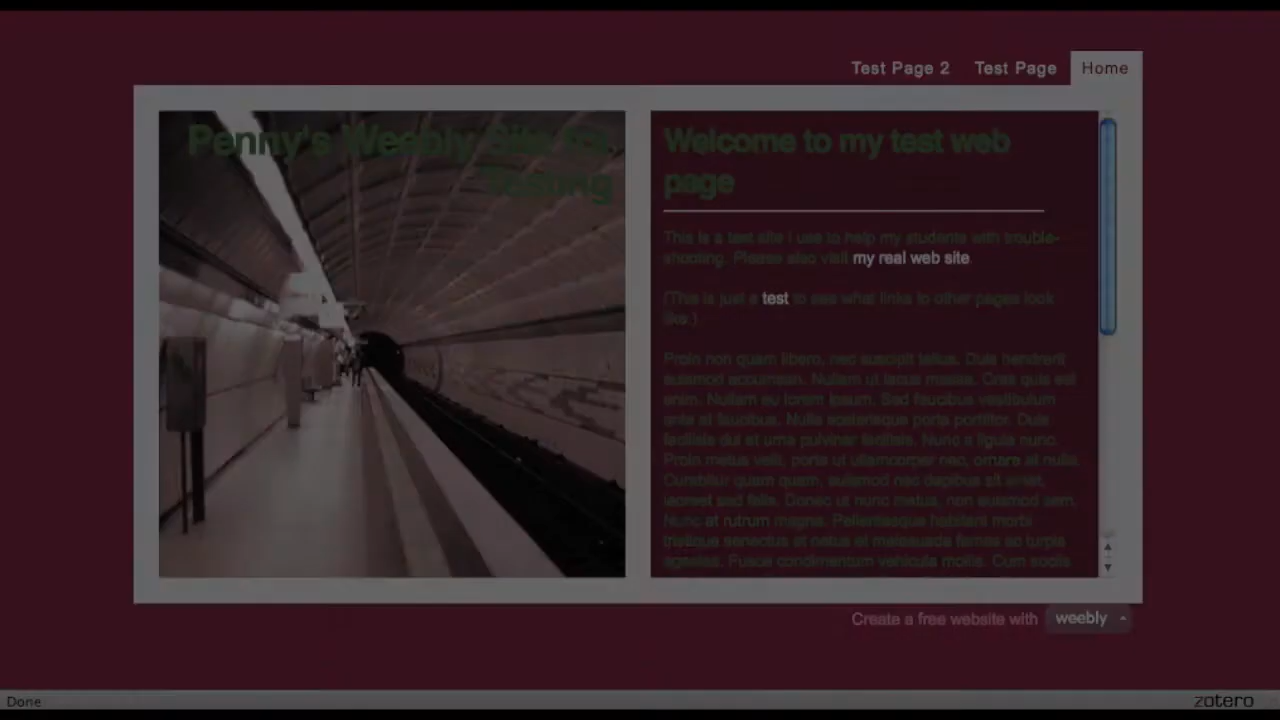 Test Page 2 Test Page Home
Penny's Weebly Site for
Testing
Welcome to my test web
page
This is a test site I use to help my students with trouble-
shooting. Please also visit my real web site.
(This is just a test to see what links to other pages look
like.)
Proin non quam libero, nec suscipit tellus. Duis hendrerit
euismod accumsan. Nullam ut lacus massa. Cras quis est
enim. Nullam eu lorem ipsum. Sed faucibus vestibulum
ante at faucibus. Nulla scelerisque porta porttitor. Duis
facilisis dui et urna pulvinar facilisis. Nunc a ligula nunc.
Proin metus velit, porta ut ullamcorper nec, ornare at nulla.
Curabitur quam quam, euismod nec dapibus sit amet,
laoreet sed felis. Donec ut nunc metus, non euismod sem.
Nunc at rutrum magna. Pellentesque habitant morbi
tristique senectus et netus et malesuada fames ac turpis
egestas. Fusce condimentum vehicula mollis. Cum sociis
Create a free website with weebly
Done zotero